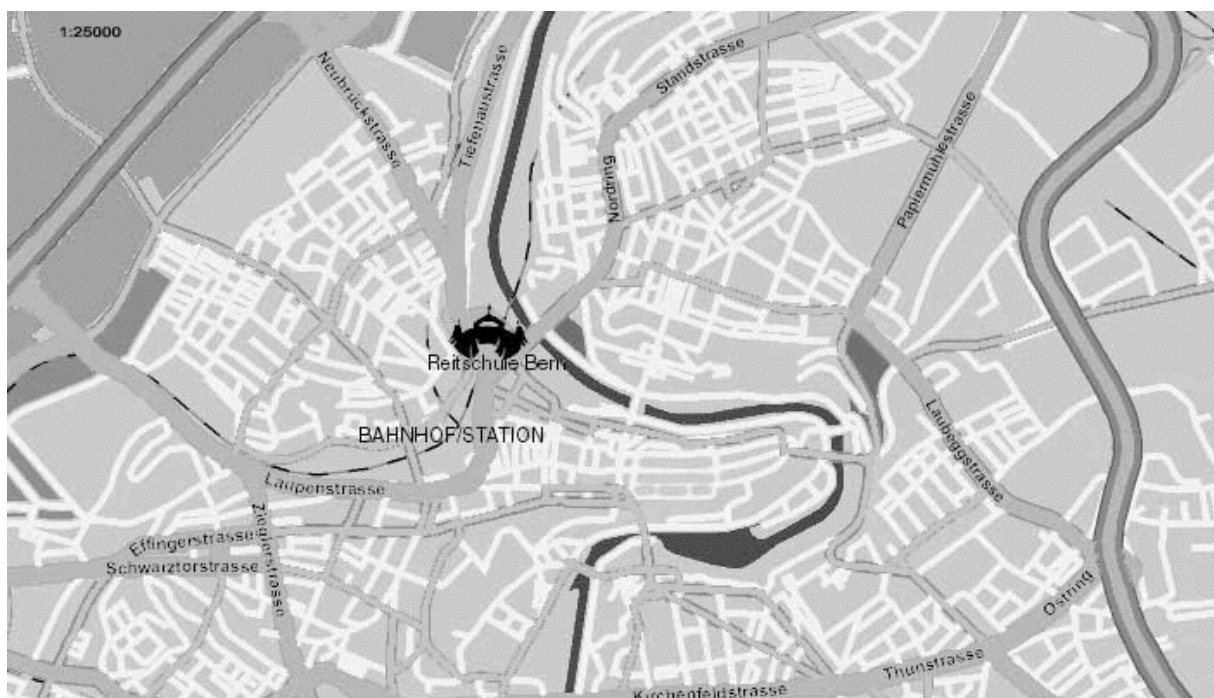 1:25000
Neubrückstrasse
Tiefenaustrasse
Standstrasse
Nordring
Papiermühlestrasse
Reitschule Bern
BAHNHOF/STATION
Laubeggstrasse
Laupenstrasse
Zieglerstrasse
Effingerstrasse
Schwarztorstrasse
Ostring
Thunstrasse
Kirchenfeldstrasse